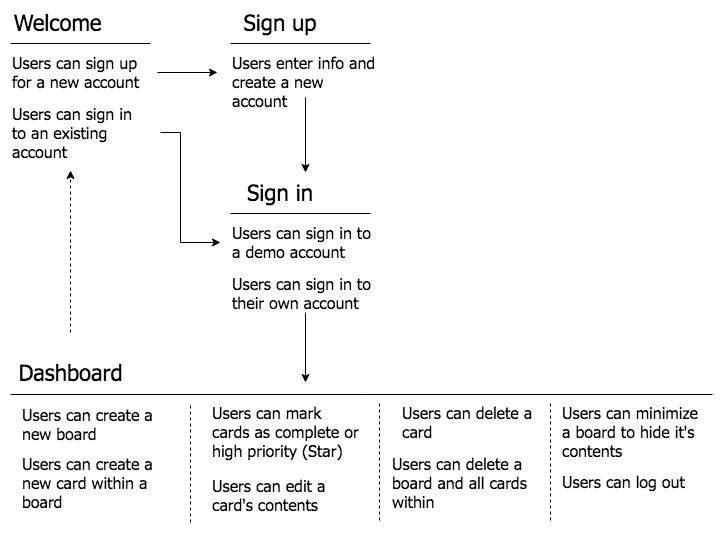 Welcome
Users can sign up
for a new account
Users can sign in
to an existing
account
Sign up
Users enter info and
create a new
account
Sign in
Users can sign in to
a demo account
Users can sign in to
their own account
Dashboard
Users can create a
new board
Users can create a
new card within a
board
Users can mark
cards as complete or
high priority (Star)
Users can edit a
card's contents
Users can delete a
card
Users can delete a
board and all cards
within
Users can minimize
a board to hide it's
contents
Users can log out